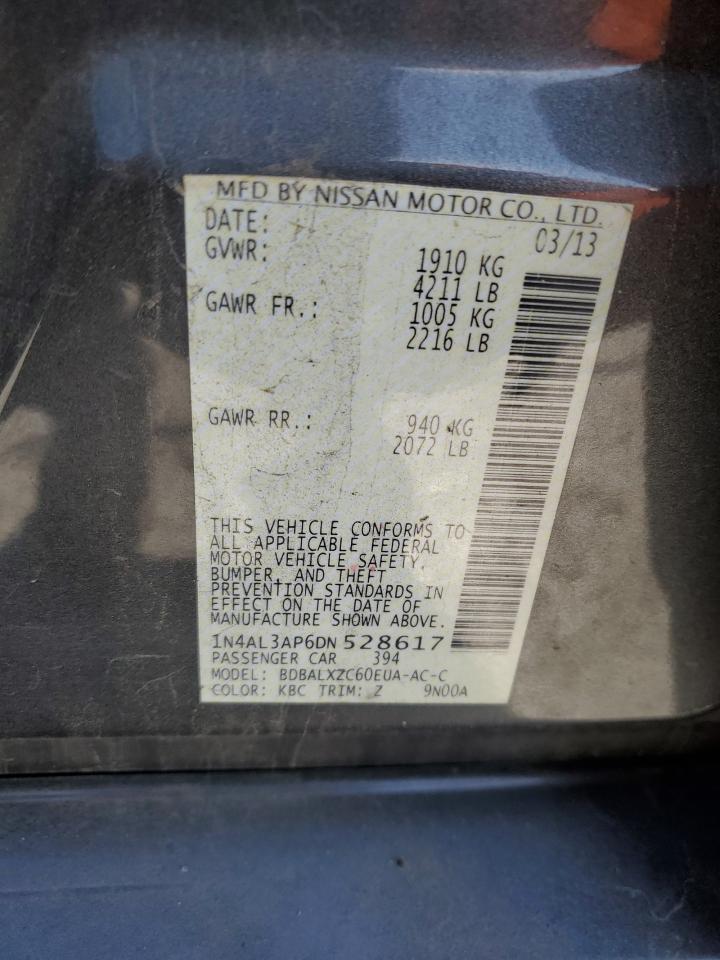 MFD BY NISSAN MOTOR CO., LTD.
DATE: 03/13
GVWR: 1910 KG
4211 LB
GAWR FR.: 1005 KG
2216 LB
GAWR RR.: 940 KG
2072 LB
THIS VEHICLE CONFORMS TO
ALL APPLICABLE FEDERAL
MOTOR VEHICLE SAFETY,
BUMPER, AND THEFT
PREVENTION STANDARDS IN
EFFECT ON THE DATE OF
MANUFACTURE SHOWN ABOVE.
1N4AL3AP6DN528617
PASSENGER CAR 394
MODEL: BDBALXZC60EUA-AC-C
COLOR: KBC TRIM: Z 9N00A